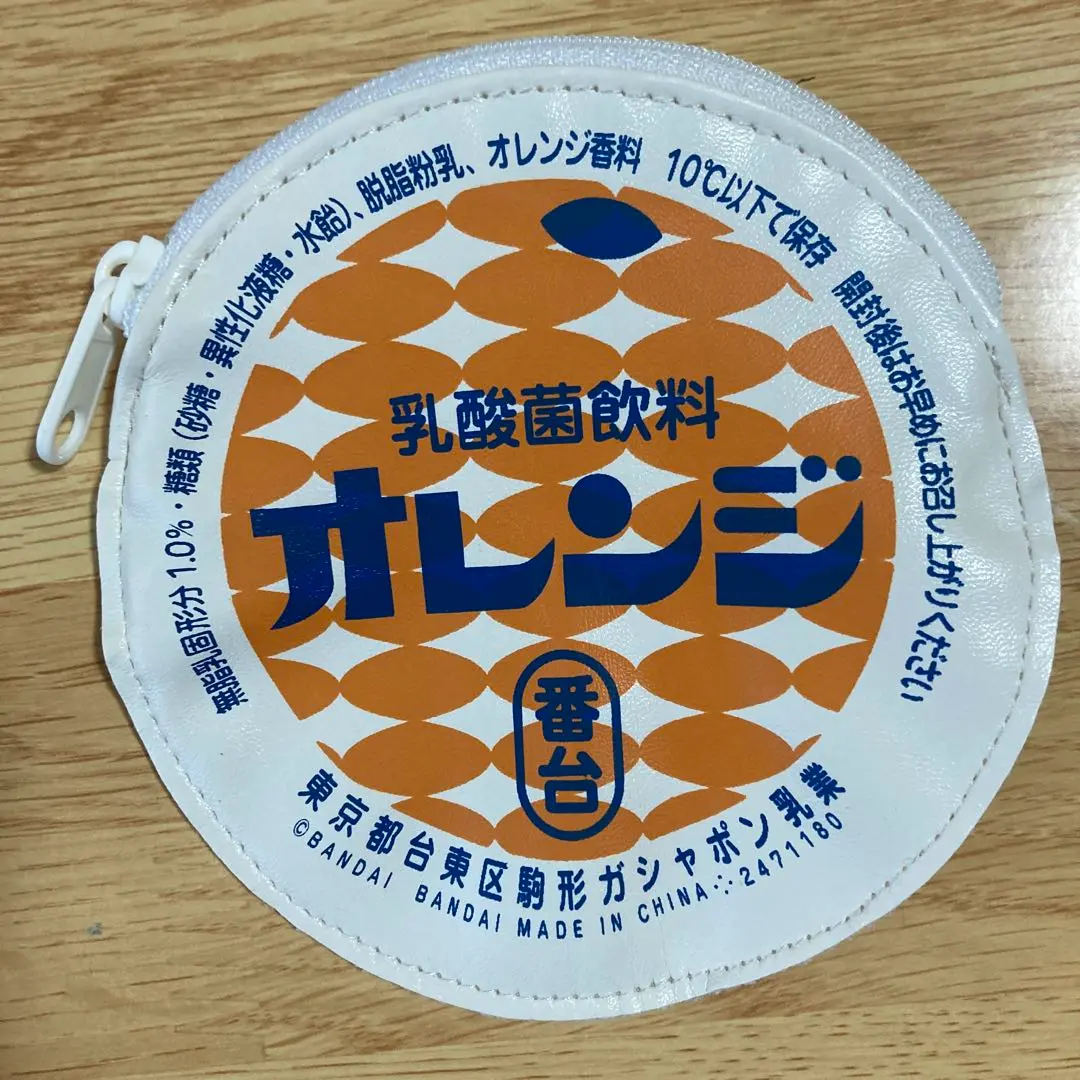 無脂乳固形分 1.0%・糖類 (砂糖・異性化液糖・水飴)、脱脂粉乳、オレンジ香料 10℃以下で保存 開封後はお早めにお召し上がりください
乳酸菌飲料
オレンジ
番台
東京都台東区駒形ガシャポン乳業
©BANDAI BANDAI MADE IN CHINA 2471180